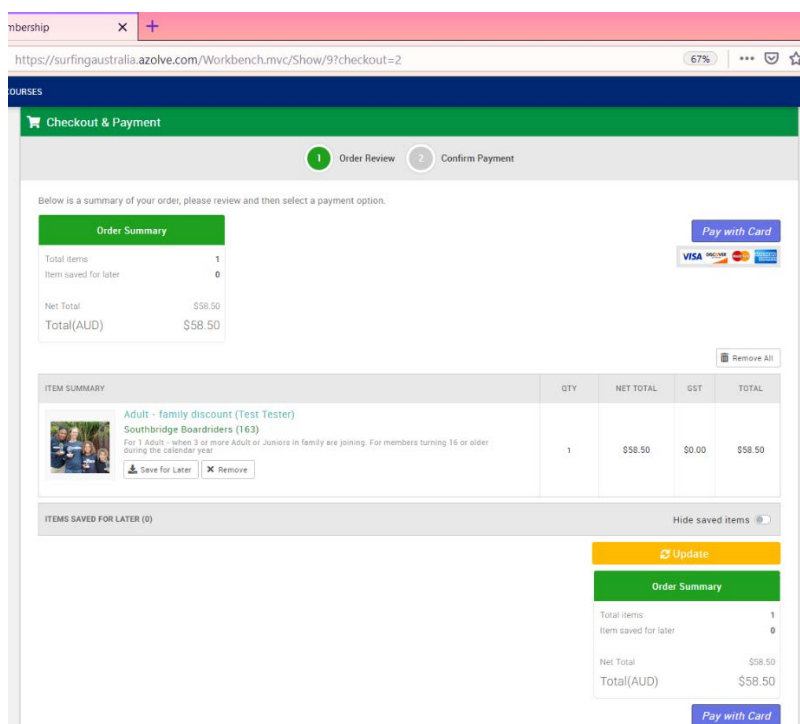 mbership
https://surfingaustralia.azolve.com/Workbench.mvc/Show/9?checkout=2
67%
COURSES
Checkout & Payment
1 Order Review 2 Confirm Payment
Below is a summary of your order, please review and then select a payment option.
Order Summary
Total items 1
Item saved for later 0
Net Total $58.50
Total(AUD) $58.50
Pay with Card
VISA DISCOVER
Remove All
ITEM SUMMARY QTY NET TOTAL GST TOTAL
Adult - family discount (Test Tester)
Southbridge Boardriders (163)
For 1 Adult - when 3 or more Adult or Juniors in family are joining. For members turning 16 or older
during the calendar year
1 $58.50 $0.00 $58.50
Save for Later Remove
ITEMS SAVED FOR LATER (0) Hide saved items
Update
Order Summary
Total items 1
Item saved for later 0
Net Total $58.50
Total(AUD) $58.50
Pay with Card